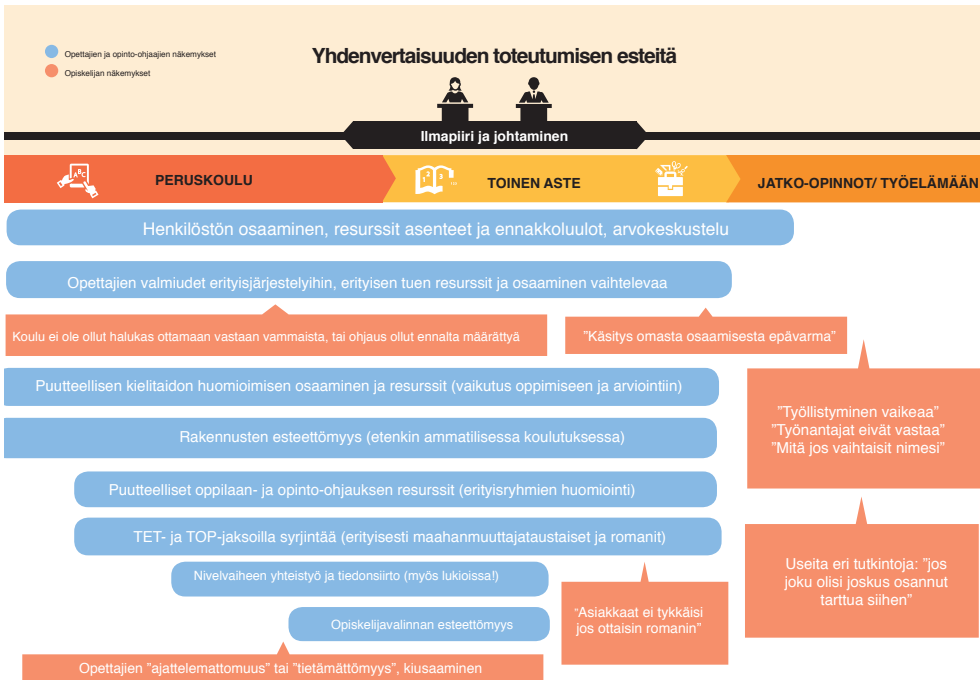 Opettajien ja opinto-ohjaajien näkemykset
Opiskelijan näkemykset
Yhdenvertaisuuden toteutumisen esteitä
Ilmapiiri ja johtaminen
PERUSKOULU
TOINEN ASTE
JATKO-OPINNOT/ TYÖELÄMÄÄN
Henkilöstön osaaminen, resurssit asenteet ja ennakkoluulot, arvokeskustelu
Opettajien valmiudet erityisjärjestelyihin, erityisen tuen resurssit ja osaaminen vaihtelevaa
Koulu ei ole ollut halukas ottamaan vastaan vammaista, tai ohjaus ollut ennalta määrättyä
"Käsitys omasta osaamisesta epävarma"
Puutteellisen kielitaidon huomioimisen osaaminen ja resurssit (vaikutus oppimiseen ja arviointiin)
"Työllistyminen vaikeaa"
"Työnantajat eivät vastaa"
"Mitä jos vaihtaisit nimesi"
Rakennusten esteettömyys (etenkin ammatilisessa koulutuksessa)
Puutteelliset oppilaan- ja opinto-ohjauksen resurssit (erityisryhmien huomiointi)
TET- ja TOP-jaksoilla syrjintää (erityisesti maahanmuuttajataustaiset ja romanit)
Useita eri tutkintoja: "jos
joku olisi joskus osannut
tarttua siihen"
Nivelvaiheen yhteistyö ja tiedonsiirto (myös lukioissa!)
"Asiakkaat ei tykkäisi
jos ottaisin romanin"
Opiskelijavalinnan esteettömyys
Opettajien "ajattelemattomuus" tai "tietämättömyys", kiusaaminen